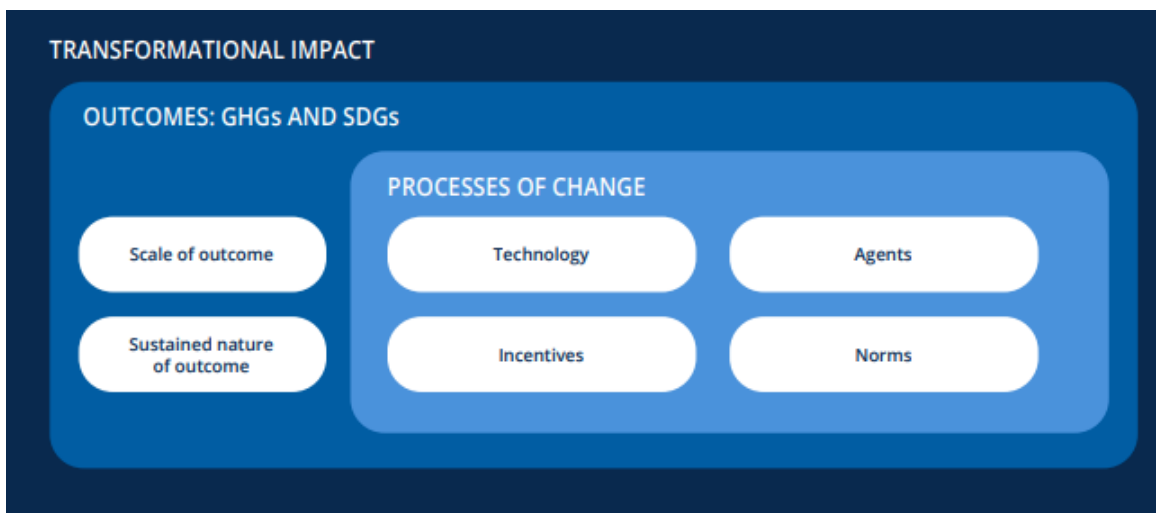 TRANSFORMATIONAL IMPACT
OUTCOMES: GHGs AND SDGs
PROCESSES OF CHANGE
Scale of outcome
Technology
Agents
Sustained nature
of outcome
Incentives
Norms